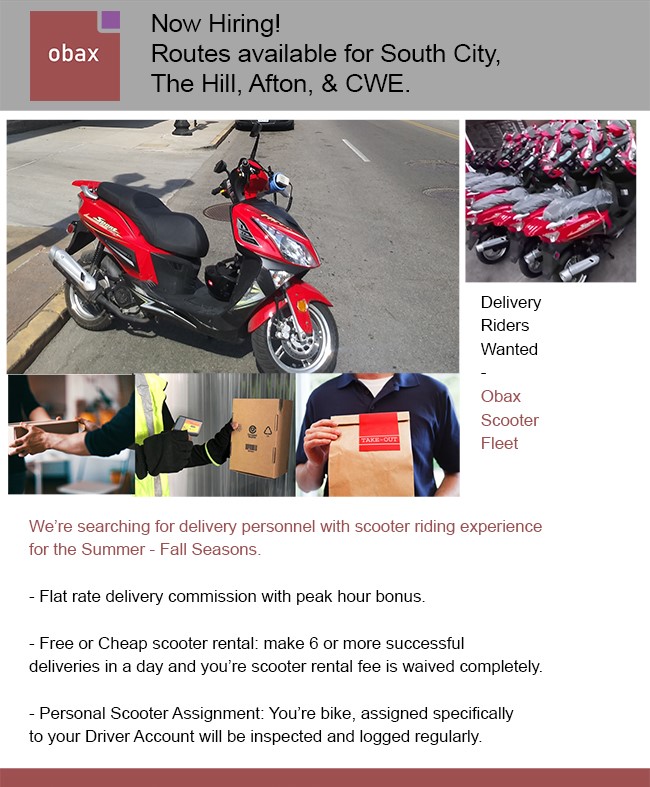 obax
Now Hiring!
Routes available for South City,
The Hill, Afton, & CWE.
Delivery
Riders
Wanted
-
Obax
Scooter
Fleet
TAKE-OUT
We're searching for delivery personnel with scooter riding experience
for the Summer - Fall Seasons.
- Flat rate delivery commission with peak hour bonus.
- Free or Cheap scooter rental: make 6 or more successful
deliveries in a day and you're scooter rental fee is waived completely.
- Personal Scooter Assignment: You're bike, assigned specifically
to your Driver Account will be inspected and logged regularly.